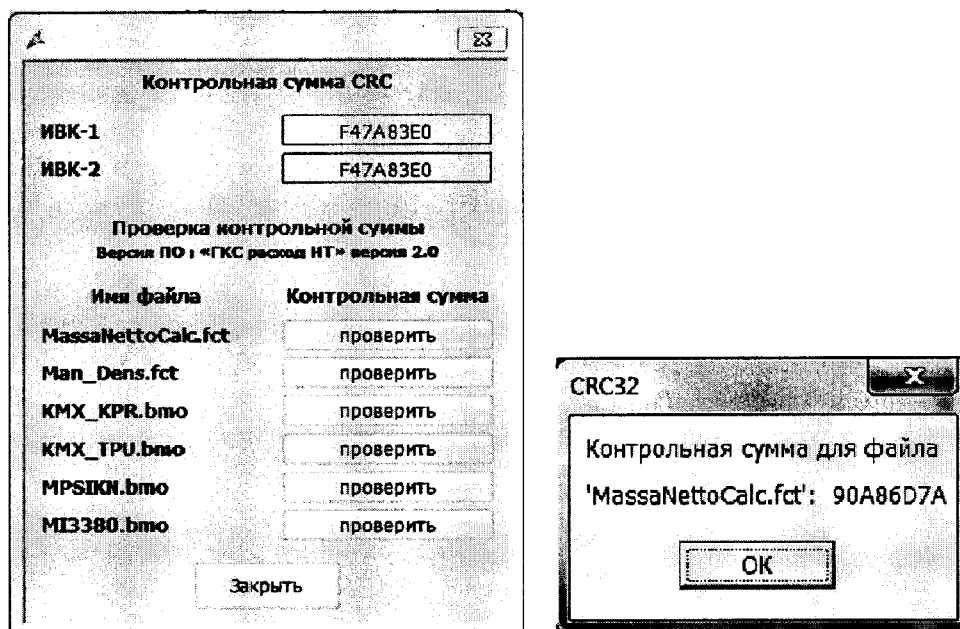 Контрольная сумма CRC
ИВК-1 F47A83E0
ИВК-2 F47A83E0
Проверка контрольной суммы
Версия ПО : «ГКС расход НТ» версия 2.0
Имя файла Контрольная сумма
MassaNettoCalc.fct проверить
Man_Dens.fct проверить
KMX_KPR.bmo проверить
KMX_TPU.bmo проверить
MPSIKN.bmo проверить
MI3380.bmo проверить
Закрыть
CRC32
Контрольная сумма для файла
'MassaNettoCalc.fct': 90A86D7A
OK